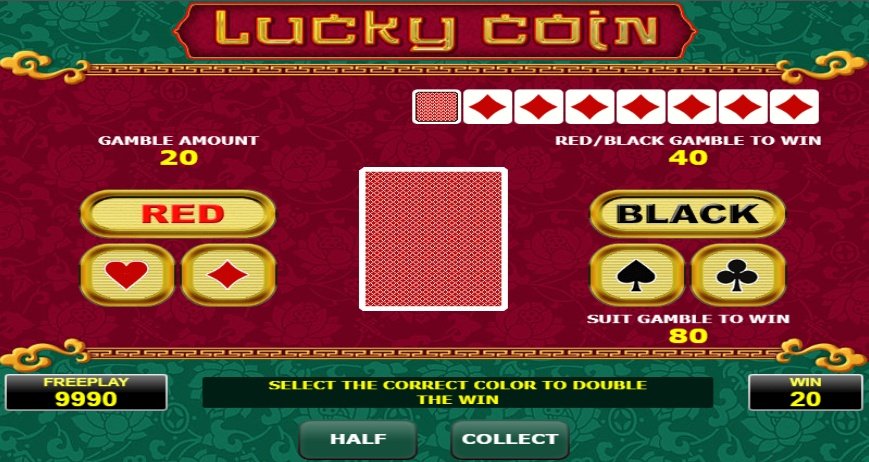 Lucky Coin
GAMBLE AMOUNT
20
RED/BLACK GAMBLE TO WIN
40
RED
BLACK
SUIT GAMBLE TO WIN
80
FREEPLAY
9990
SELECT THE CORRECT COLOR TO DOUBLE
THE WIN
WIN
20
HALF
COLLECT